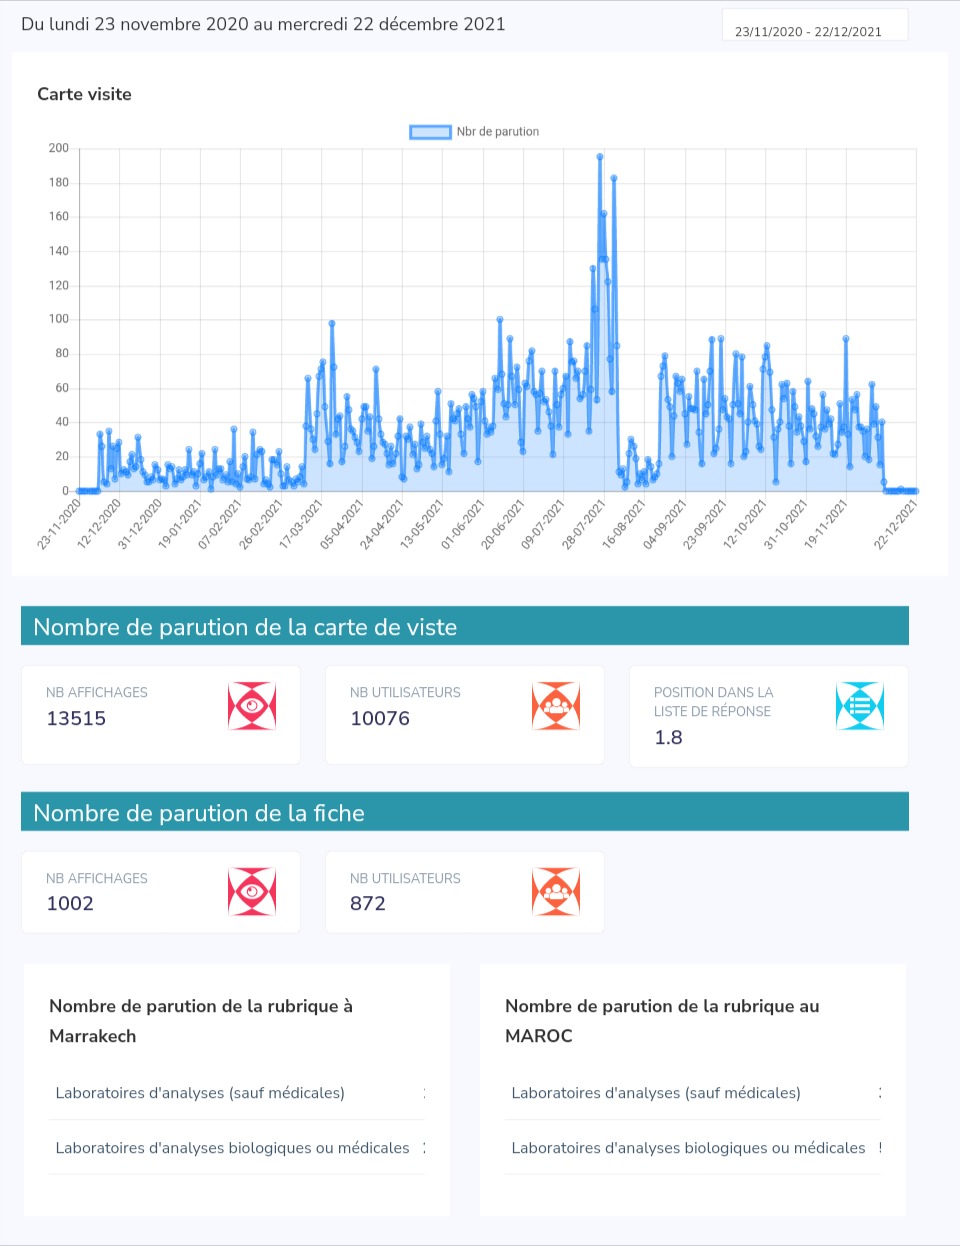 Du lundi 23 novembre 2020 au mercredi 22 décembre 2021
23/11/2020 - 22/12/2021
Carte visite
Nbr de parution
200
180
160
140
120
100
80
60
40
20
0
23-11-2020
12-12-2020
31-12-2020
19-01-2021
07-02-2021
26-02-2021
17-03-2021
05-04-2021
24-04-2021
13-05-2021
01-06-2021
20-06-2021
09-07-2021
28-07-2021
16-08-2021
04-09-2021
23-09-2021
12-10-2021
31-10-2021
19-11-2021
22-12-2021
Nombre de parution de la carte de viste
NB AFFICHAGES
13515
NB UTILISATEURS
10076
POSITION DANS LA
LISTE DE RÉPONSE
1.8
Nombre de parution de la fiche
NB AFFICHAGES
1002
NB UTILISATEURS
872
Nombre de parution de la rubrique à
Marrakech
Laboratoires d'analyses (sauf médicales)
Laboratoires d'analyses biologiques ou médicales
Nombre de parution de la rubrique au
MAROC
Laboratoires d'analyses (sauf médicales)
Laboratoires d'analyses biologiques ou médicales